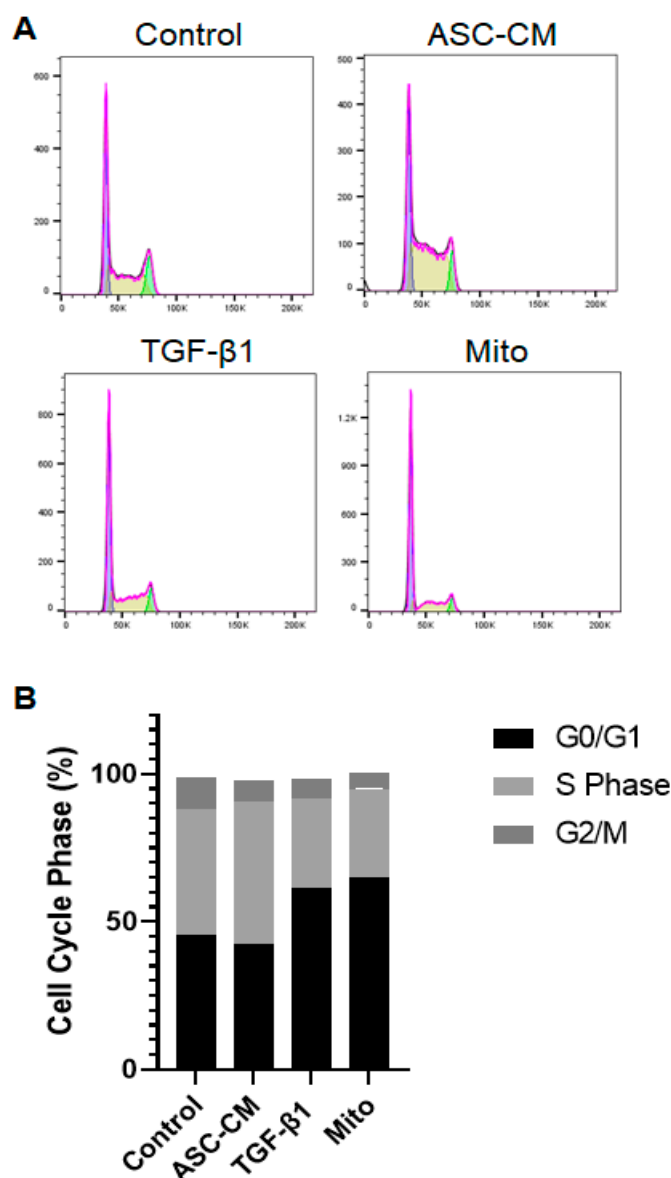 A
Control
ASC-CM
600
400
200
0
0 50K 100K 150K 200K
500
400
300
200
100
0
0 50K 100K 150K 200K
TGF-β1
Mito
800
600
400
200
0
0 50K 100K 150K 200K
1.2K
900
600
300
0
0 50K 100K 150K 200K
B
Cell Cycle Phase (%)
100
50
0
Control
ASC-CM
TGF-β1
Mito
G0/G1
S Phase
G2/M